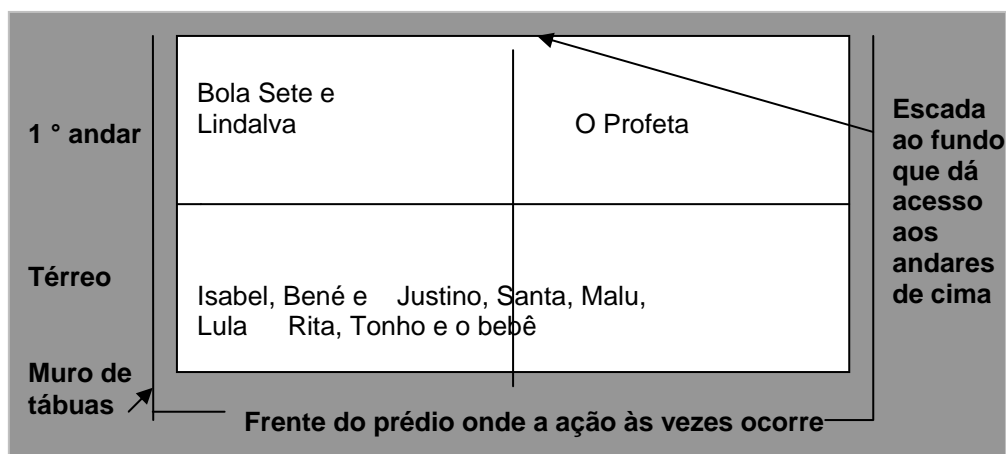 Bola Sete e
Lindalva
O Profeta
1 ° andar
Escada
ao fundo
que dá
acesso
aos
andares
de cima
Térreo
Isabel, Bené e Justino, Santa, Malu,
Lula Rita, Tonho e o bebê
Muro de
tábuas
Frente do prédio onde a ação às vezes ocorre